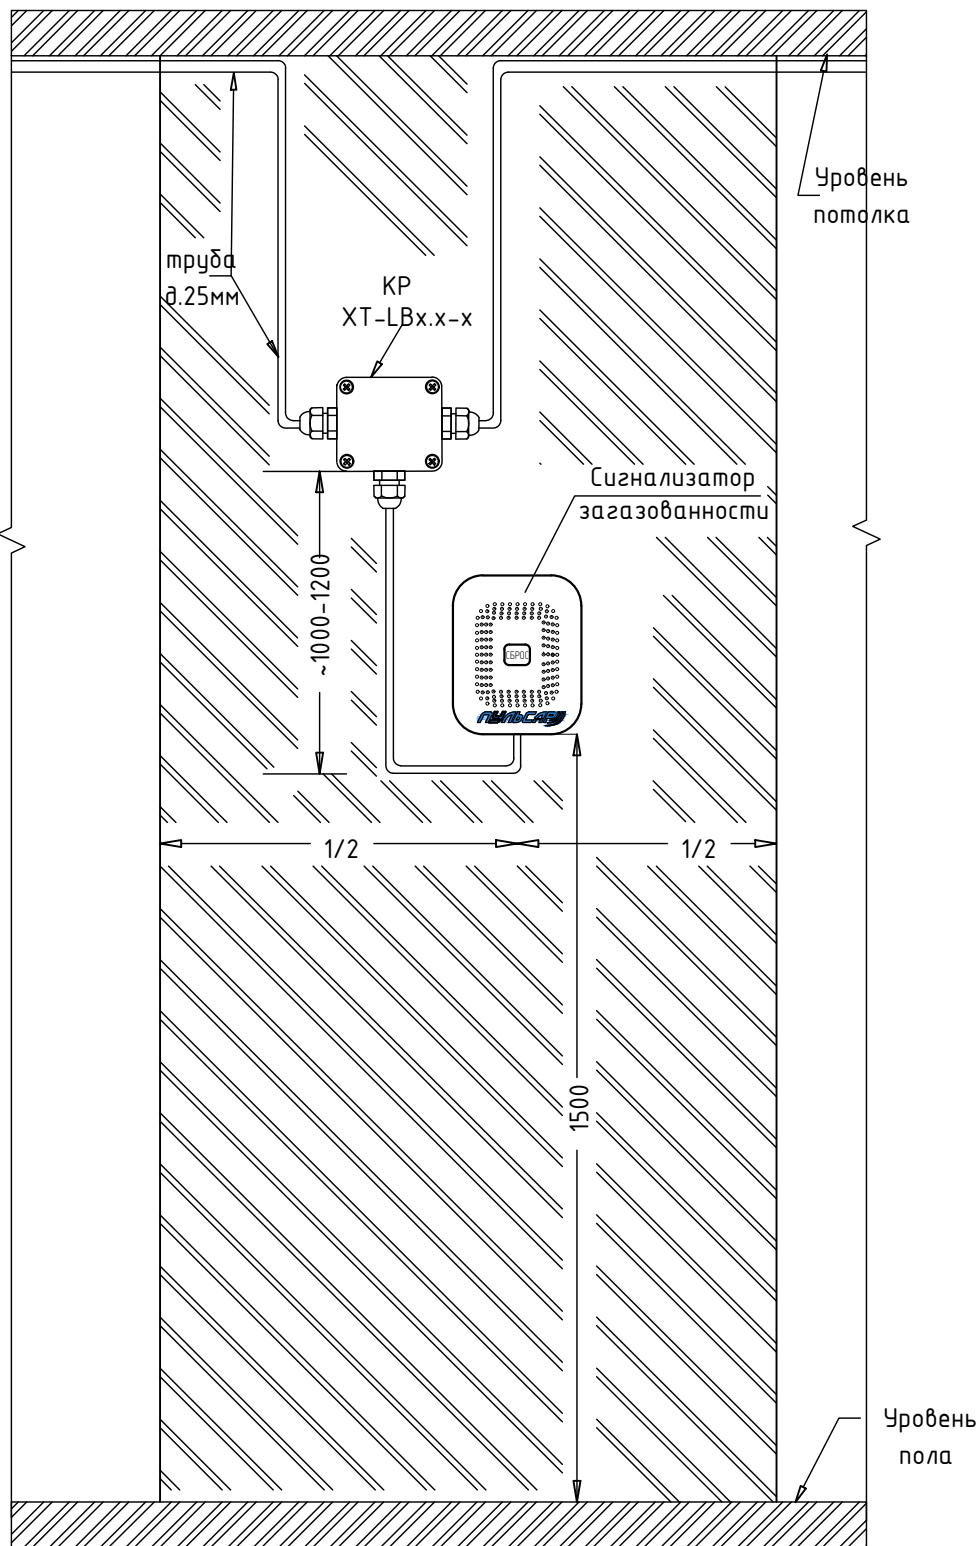 Уровень
потолка
труба
д.25мм
КР
XT-LBx.x-x
Сигнализатор
загазованности
~1000-1200
СБРОС
ПУЛЬСАР
1/2
1/2
1500
Уровень
пола